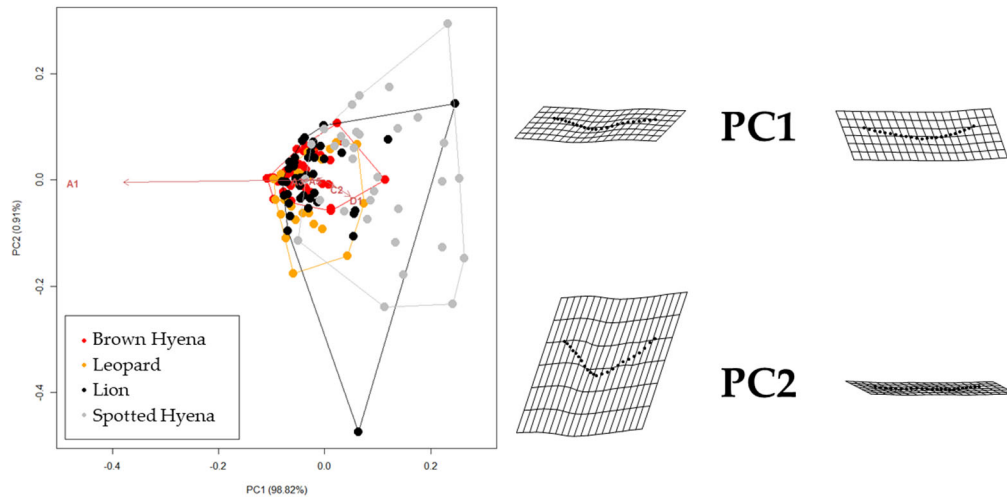 0.2
0.0
-0.2
-0.4
PC2 (0.91%)
A1
C2
D1
Brown Hyena
Leopard
Lion
Spotted Hyena
-0.4
-0.2
0.0
0.2
PC1 (98.82%)
PC1
PC2